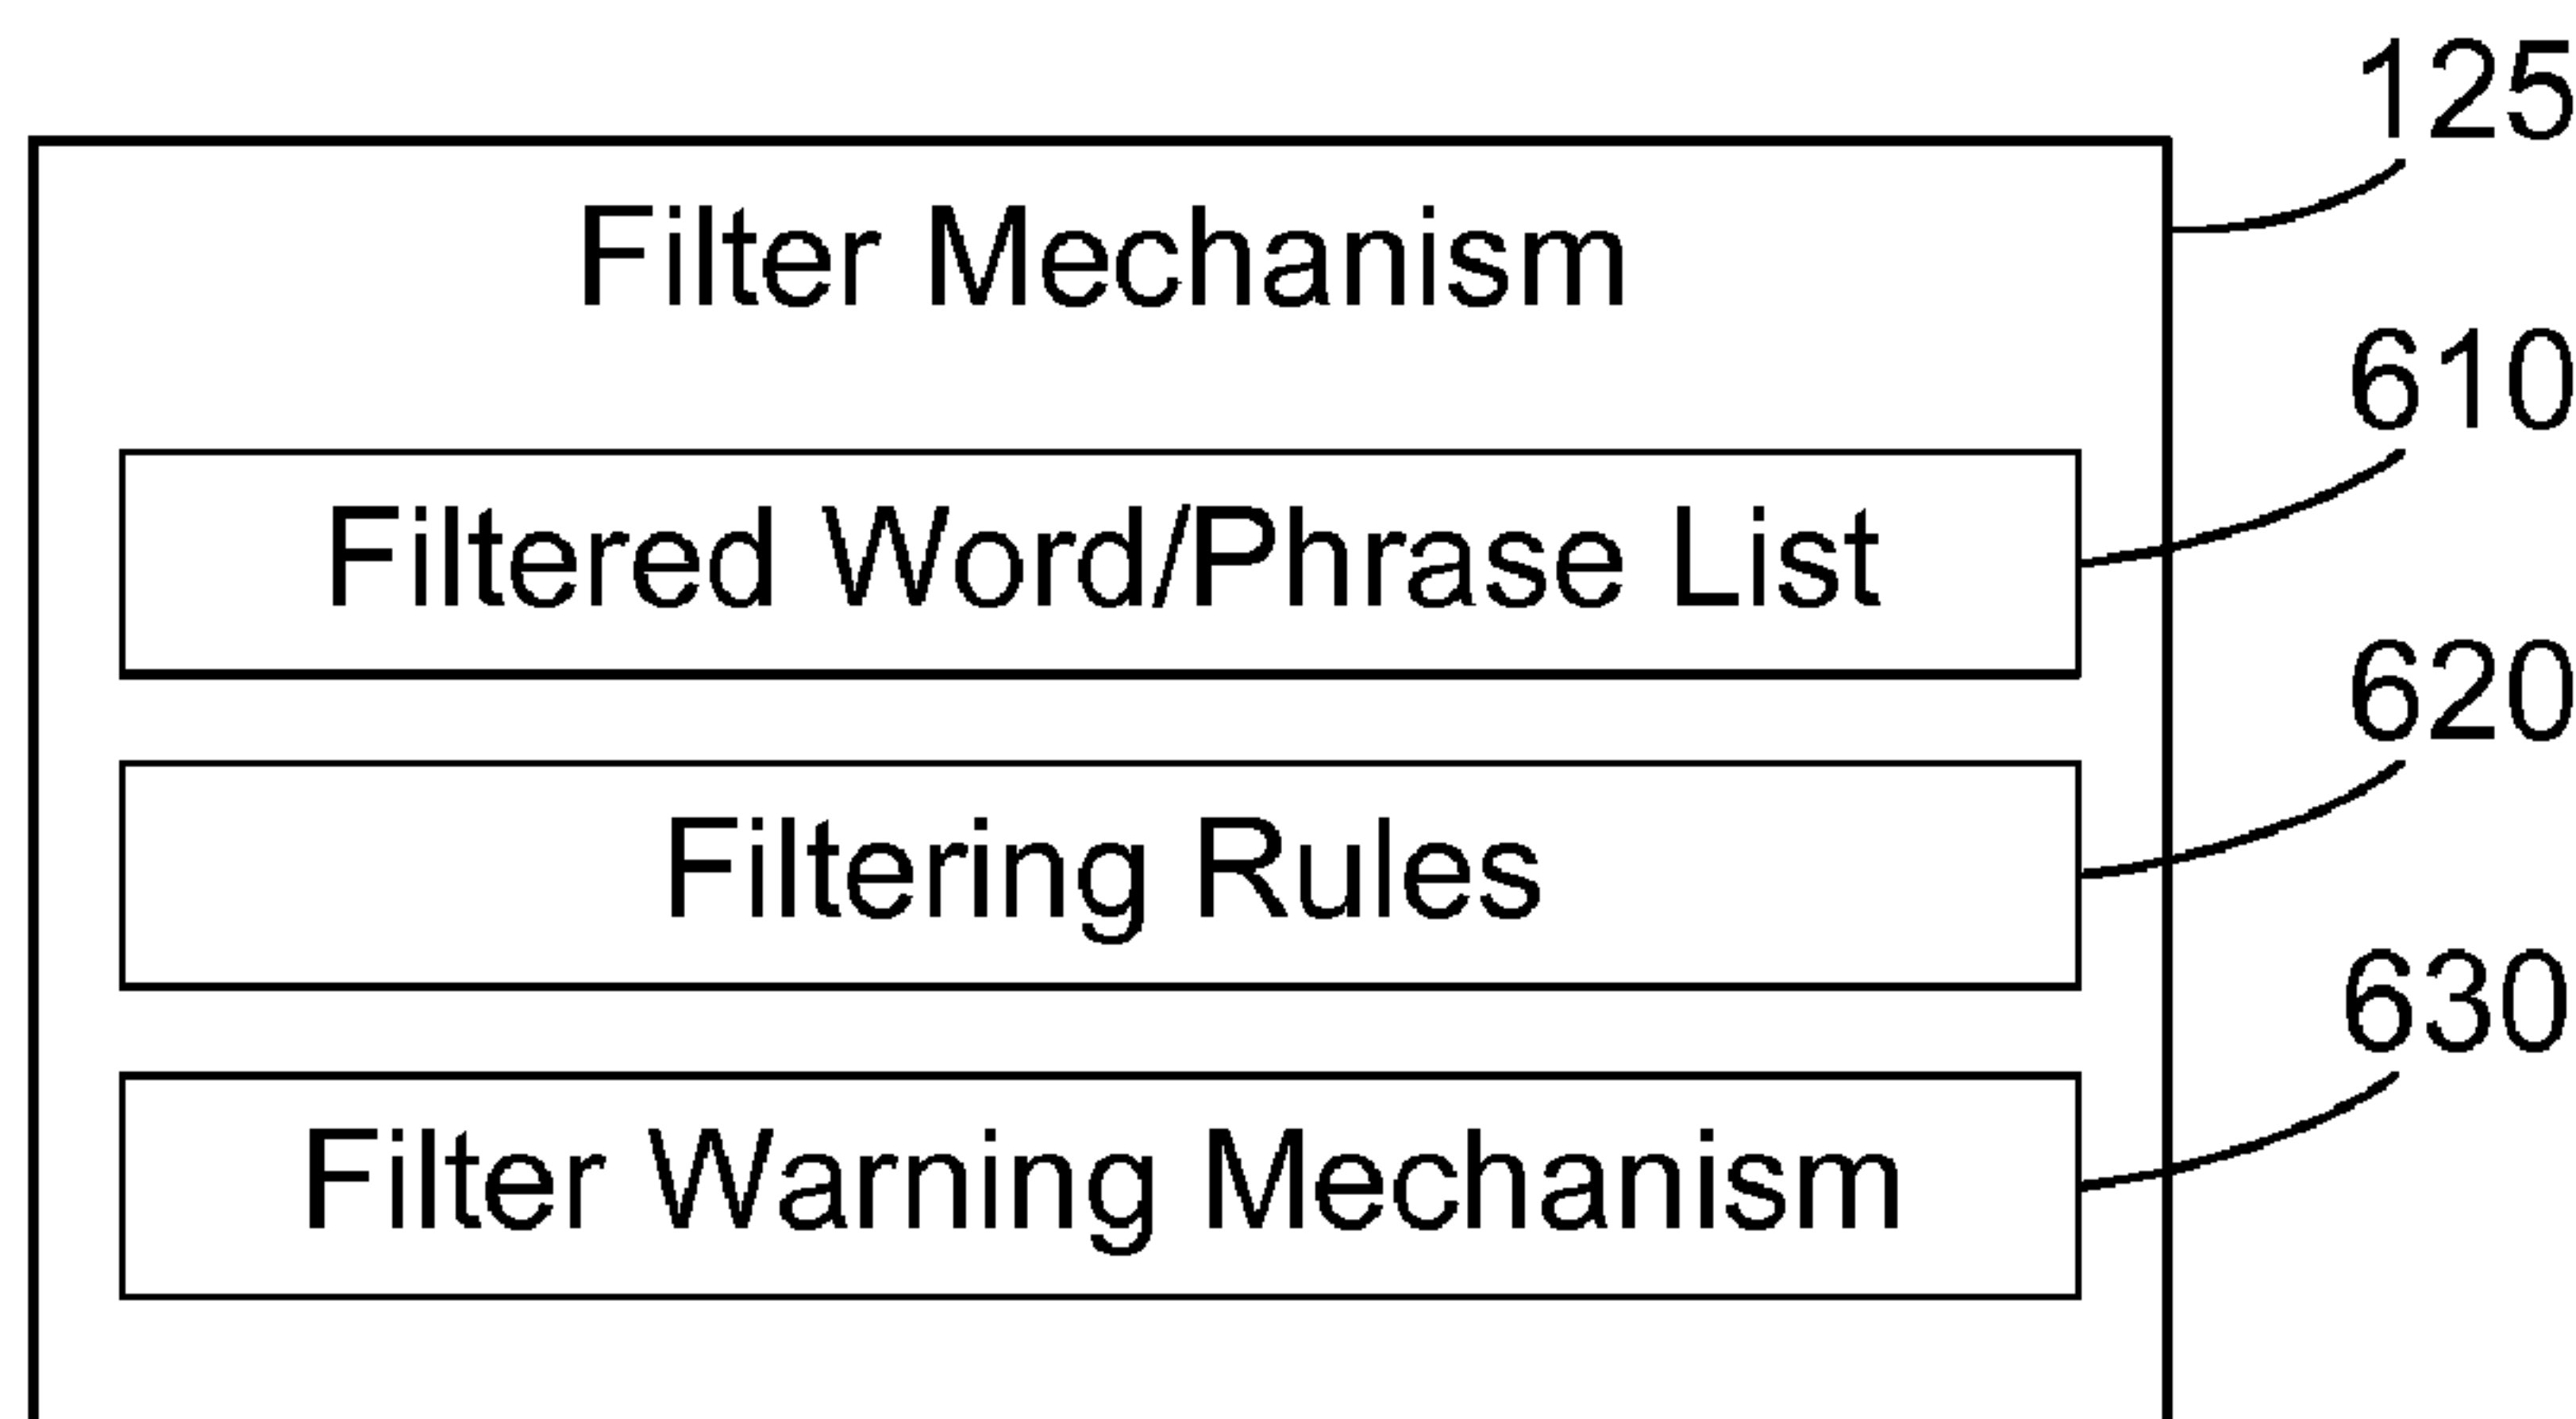 125
Filter Mechanism
610
Filtered Word/Phrase List
620
Filtering Rules
630
Filter Warning Mechanism